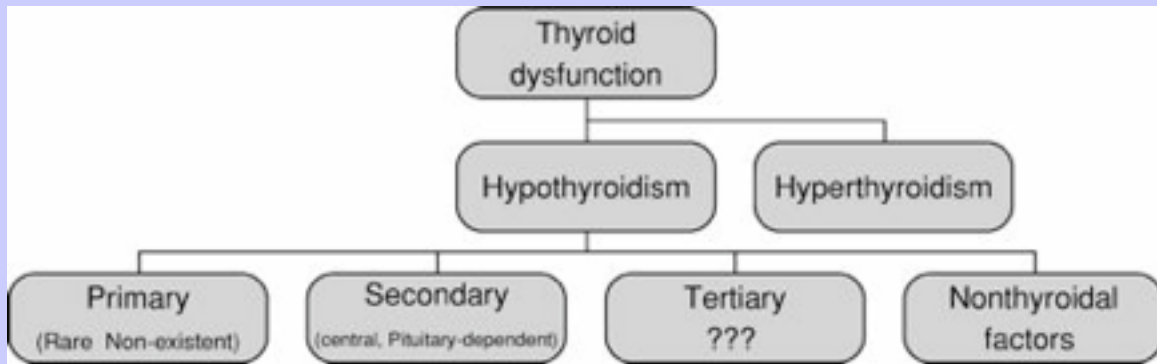 Thyroid
dysfunction
Hypothyroidism
Hyperthyroidism
Primary
(Rare Non-existent)
Secondary
(central, Pituitary-dependent)
Tertiary
???
Nonthyroidal
factors